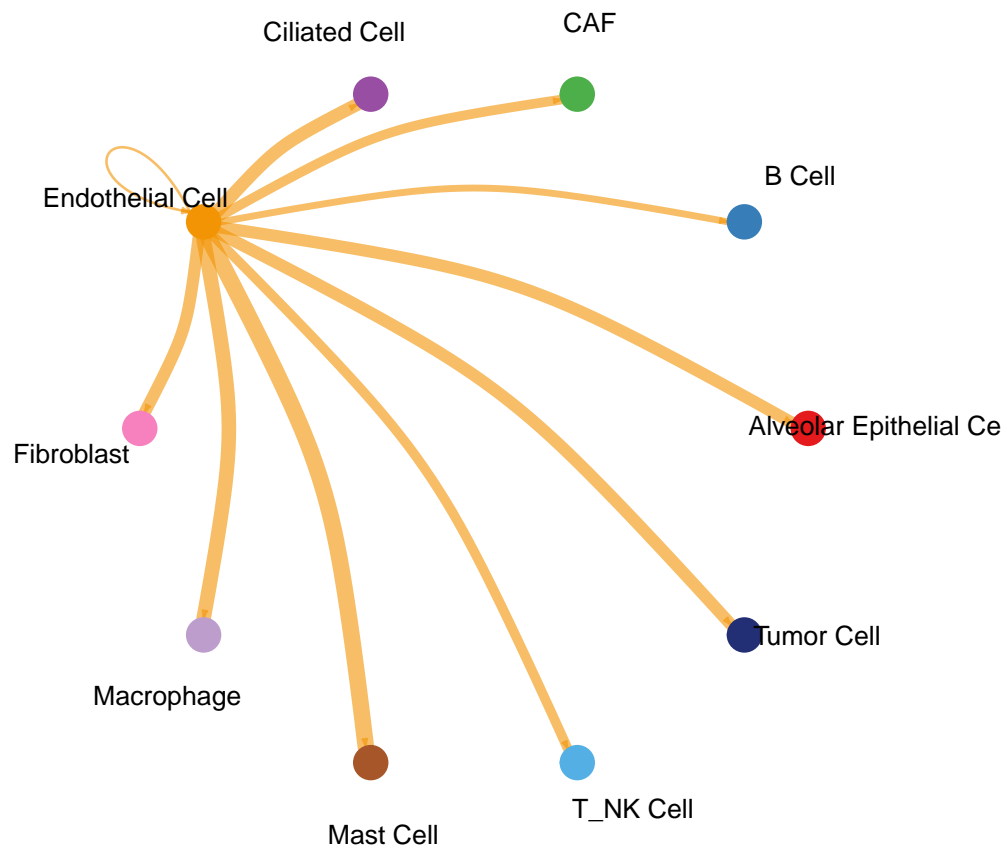 CAF
Ciliated Cell
B Cell
Endothelial Cell
Alveolar Epithelial Ce
Fibroblast
Tumor Cell
Macrophage
T_NK Cell
Mast Cell